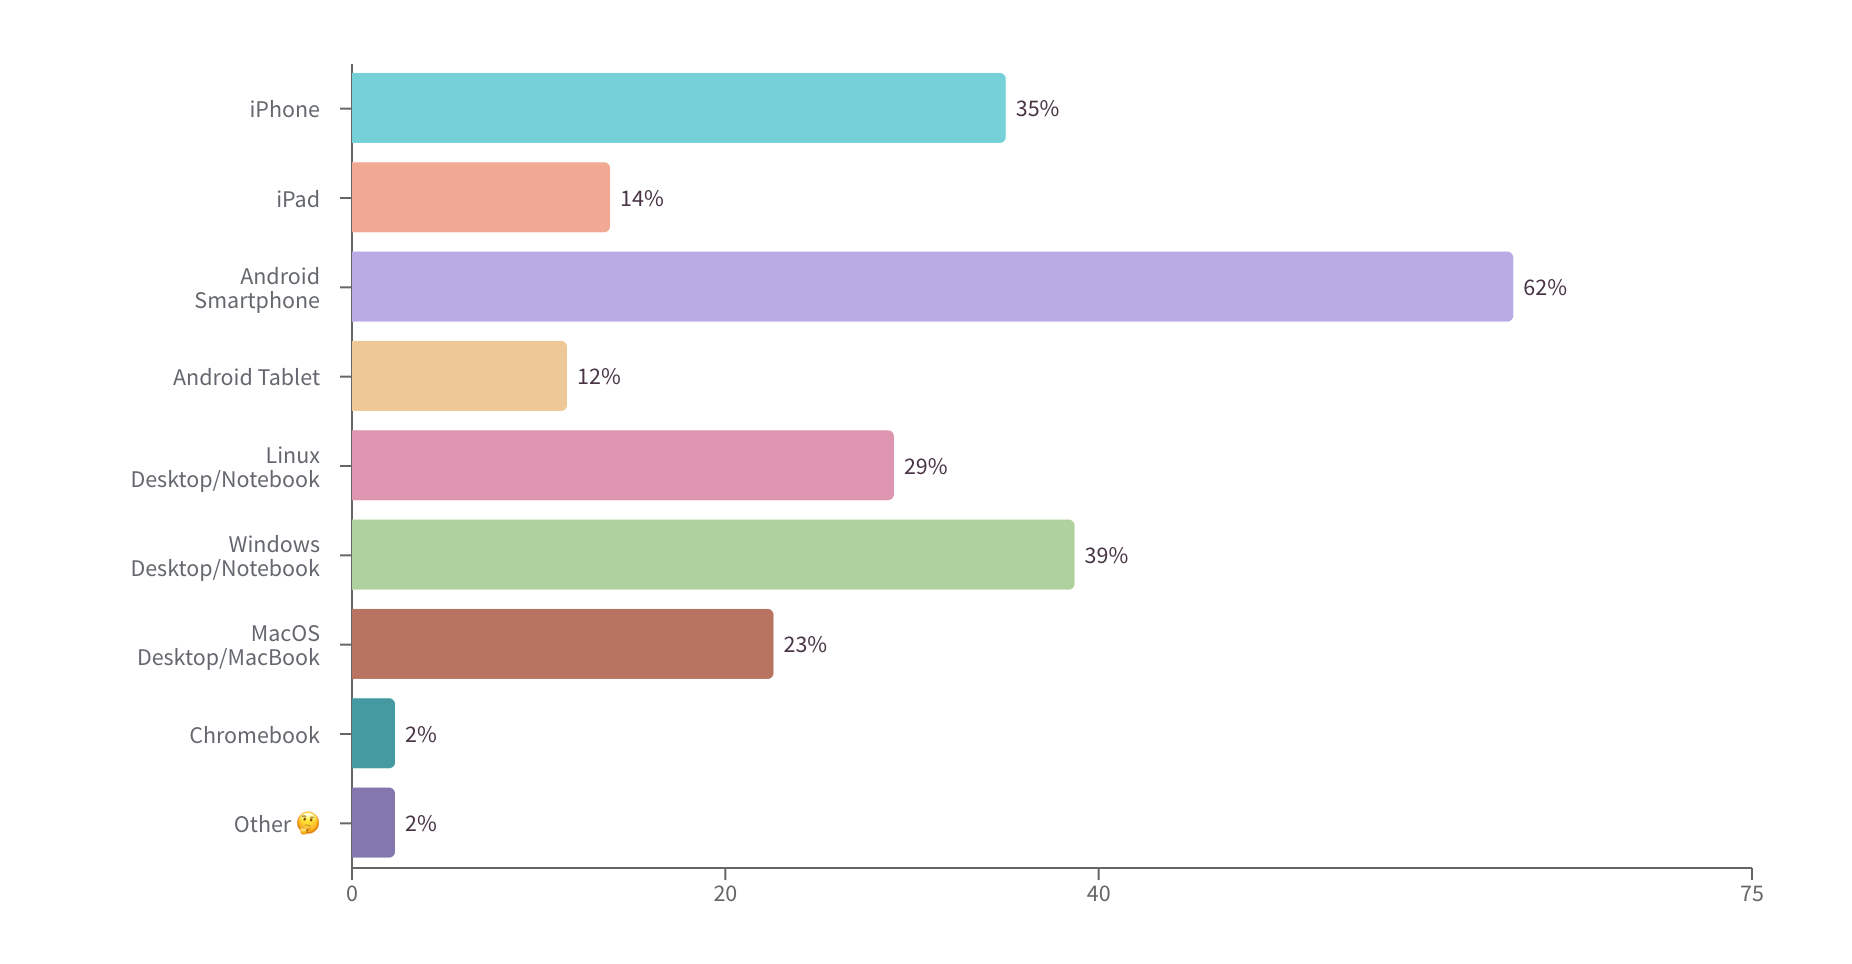 iPhone
35%
iPad
14%
Android
Smartphone
62%
Android Tablet
12%
Linux
Desktop/Notebook
29%
Windows
Desktop/Notebook
39%
MacOS
Desktop/MacBook
23%
Chromebook
2%
Other 🤔
2%
0 20 40 75